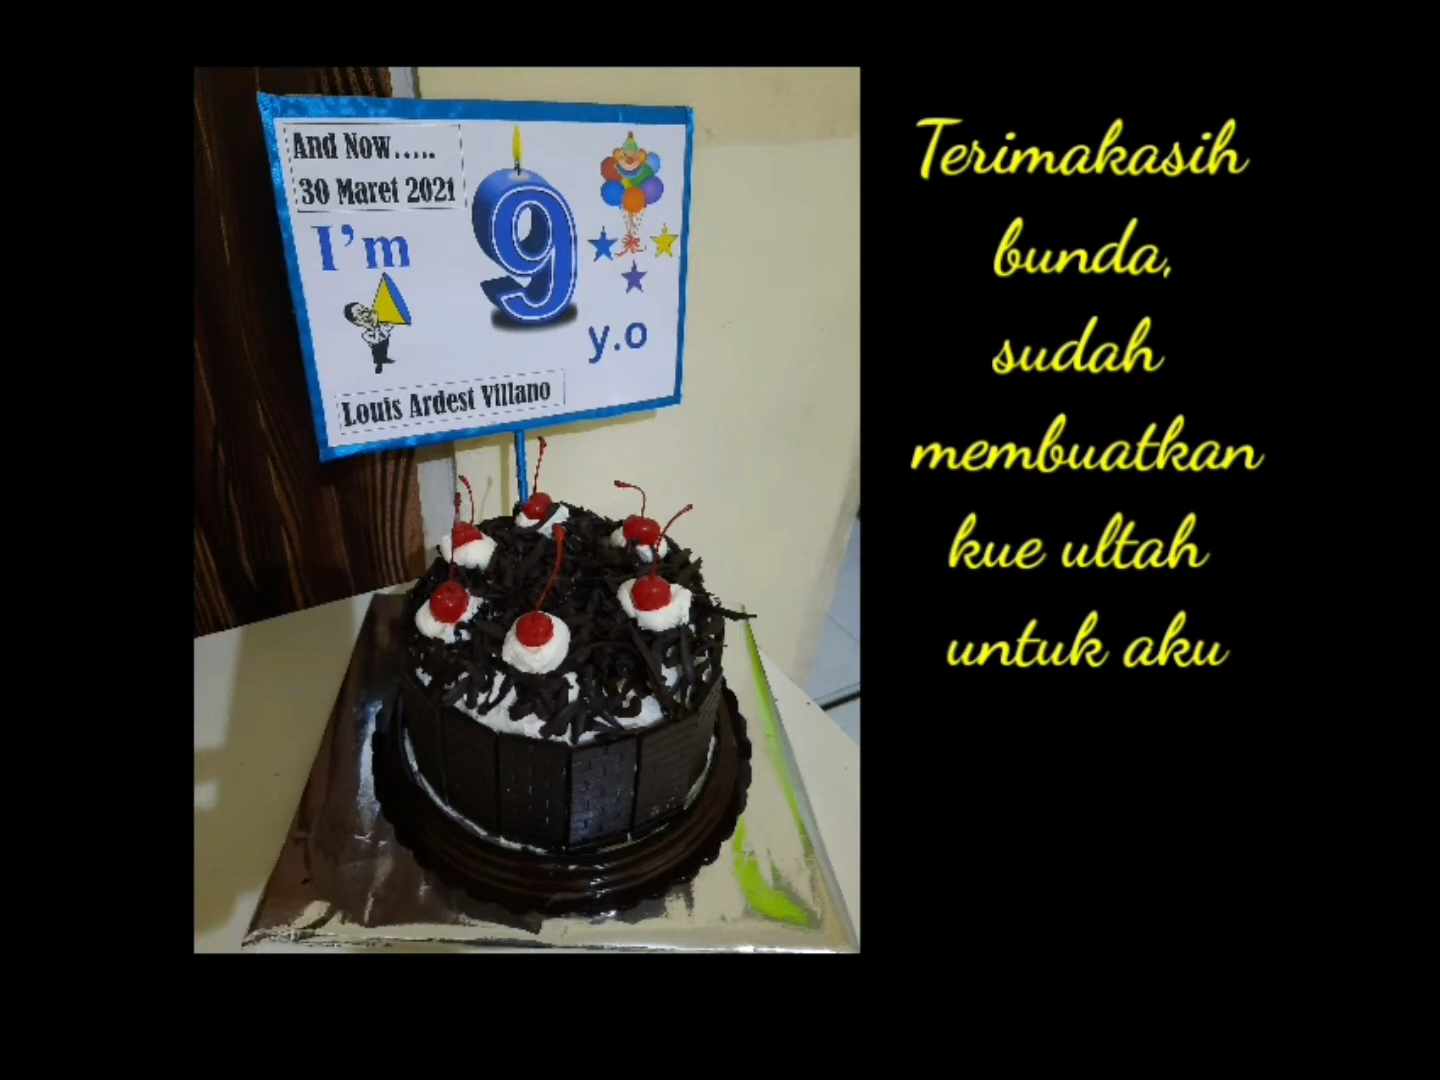 And Now.....
30 Maret 2021
I'm
9
y.o
Louis Ardest Villano
Terimakasih
bunda,
sudah
membuatkan
kue ultah
untuk aku